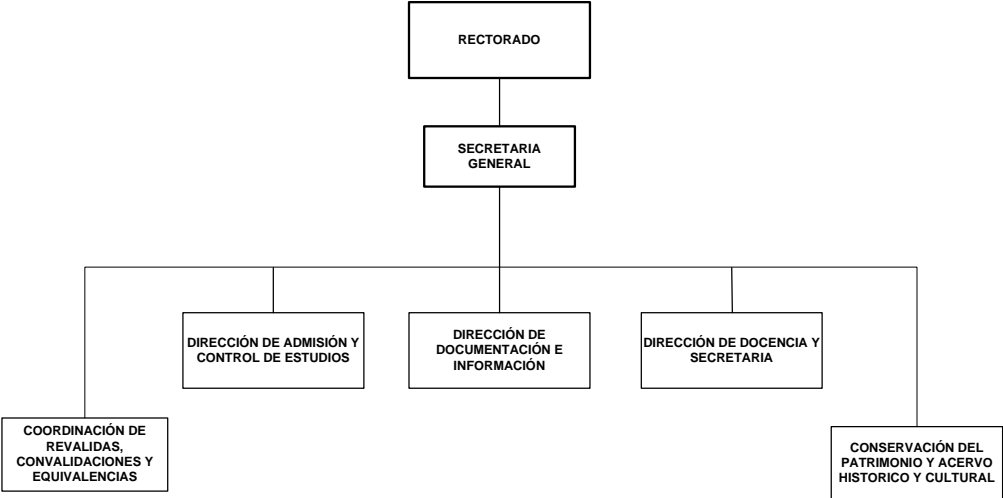 RECTORADO
SECRETARIA
GENERAL
DIRECCIÓN DE ADMISIÓN Y
CONTROL DE ESTUDIOS
DIRECCIÓN DE
DOCUMENTACIÓN E
INFORMACIÓN
DIRECCIÓN DE DOCENCIA Y
SECRETARIA
COORDINACIÓN DE
REVALIDAS,
CONVALIDACIONES Y
EQUIVALENCIAS
CONSERVACIÓN DEL
PATRIMONIO Y ACERVO
HISTORICO Y CULTURAL